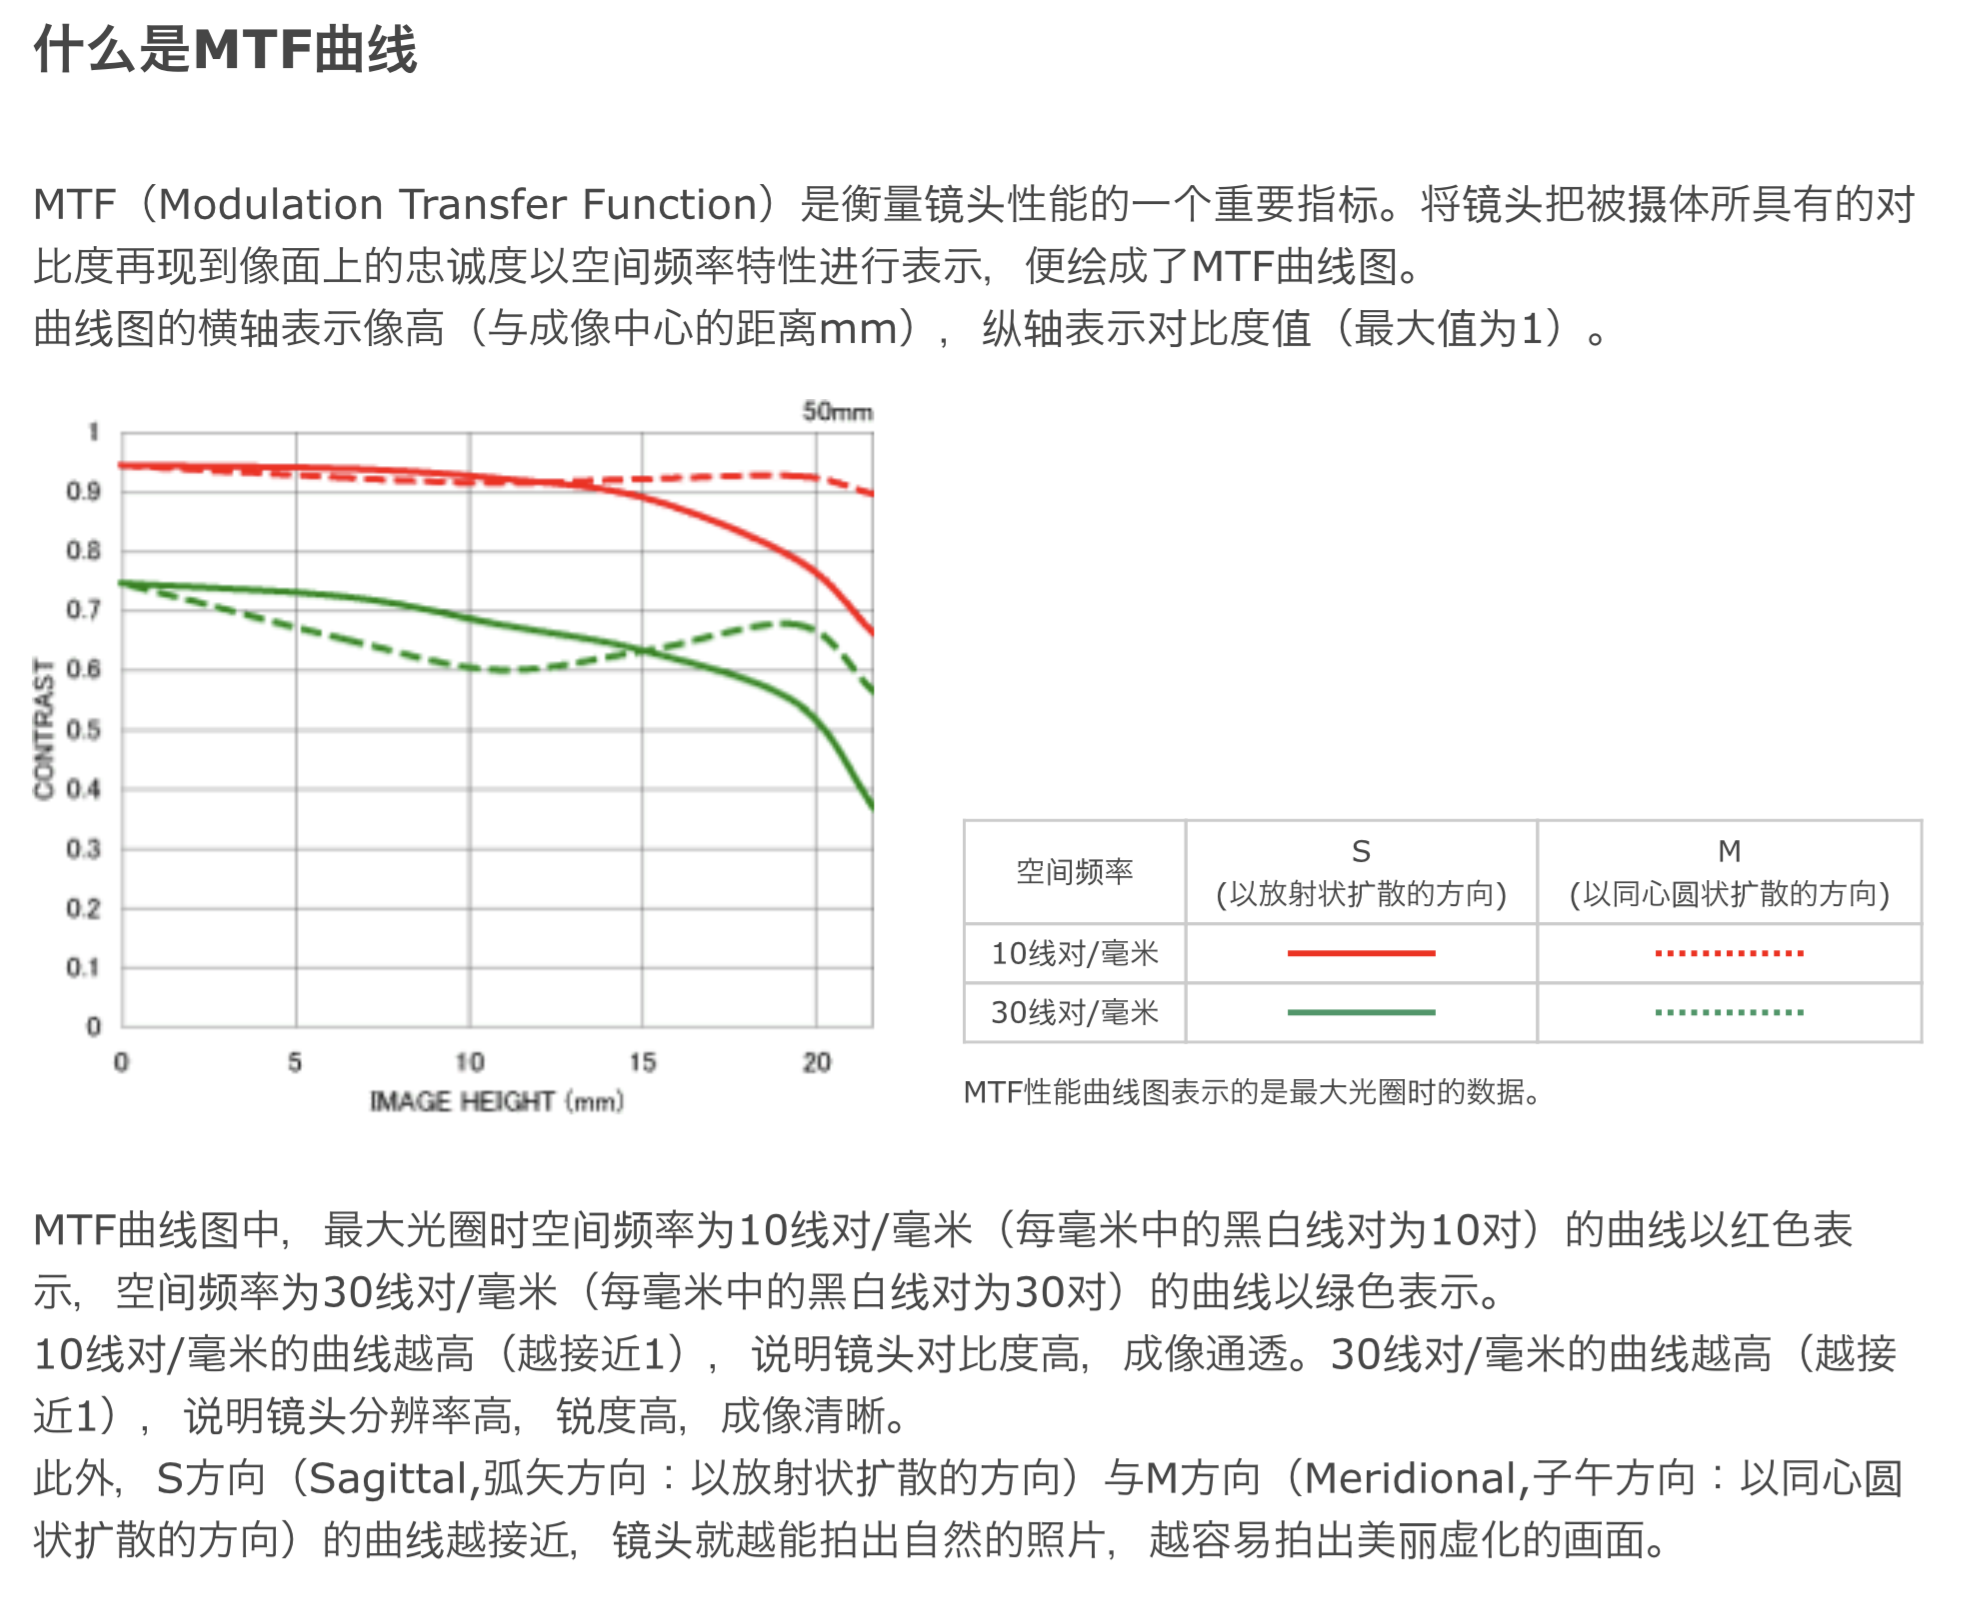 什么是MTF曲线
MTF（Modulation Transfer Function）是衡量镜头性能的一个重要指标。将镜头把被摄体所具有的对
比度再现到像面上的忠诚度以空间频率特性进行表示，便绘成了MTF曲线图。
曲线图的横轴表示像高（与成像中心的距离mm），纵轴表示对比度值（最大值为1）。
50mm
1
0.9
0.8
0.7
0.6
0.5
0.4
0.3
0.2
0.1
0
CONTRAST
0 5 10 15 20
IMAGE HEIGHT (mm)
空间频率
S
(以放射状扩散的方向)
M
(以同心圆状扩散的方向)
10线对/毫米
30线对/毫米
MTF性能曲线图表示的是最大光圈时的数据。
MTF曲线图中，最大光圈时空间频率为10线对/毫米（每毫米中的黑白线对为10对）的曲线以红色表
示，空间频率为30线对/毫米（每毫米中的黑白线对为30对）的曲线以绿色表示。
10线对/毫米的曲线越高（越接近1），说明镜头对比度高，成像通透。30线对/毫米的曲线越高（越接
近1），说明镜头分辨率高，锐度高，成像清晰。
此外，S方向（Sagittal,弧矢方向：以放射状扩散的方向）与M方向（Meridional,子午方向：以同心圆
状扩散的方向）的曲线越接近，镜头就越能拍出自然的照片，越容易拍出美丽虚化的画面。